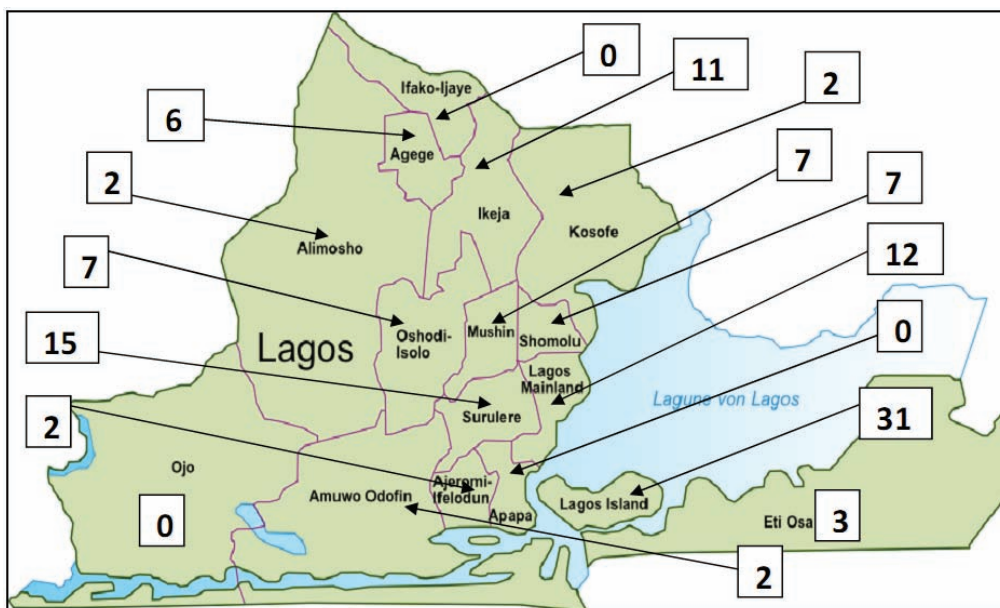 0
11
2
Ifako-Ijaye
6
Agege
7
7
2
Ikeja
Kosofe
Alimosho
7
12
Oshodi-
Isolo
Mushin
Shomolu
15
Lagos
Lagos
Mainland
0
Surulere
Lagune von Lagos
2
31
Ojo
Ajeromi-
Ifelodun
Amuwo Odofin
Lagos Island
Apapa
0
Eti Osa
3
2